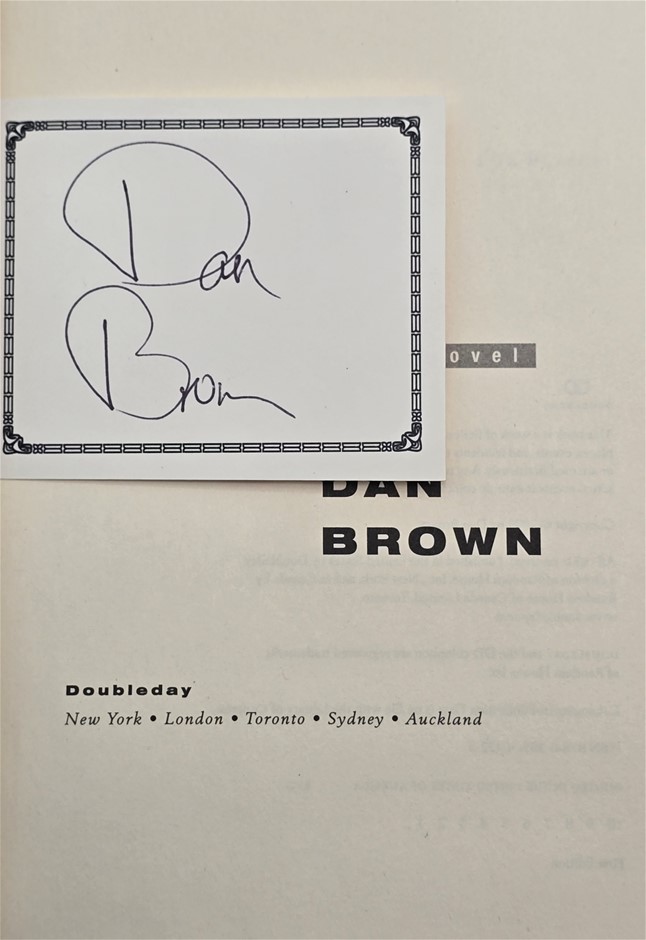 Dan
Brown
ovel
DAN
BROWN
Doubleday
New York • London • Toronto • Sydney • Auckland